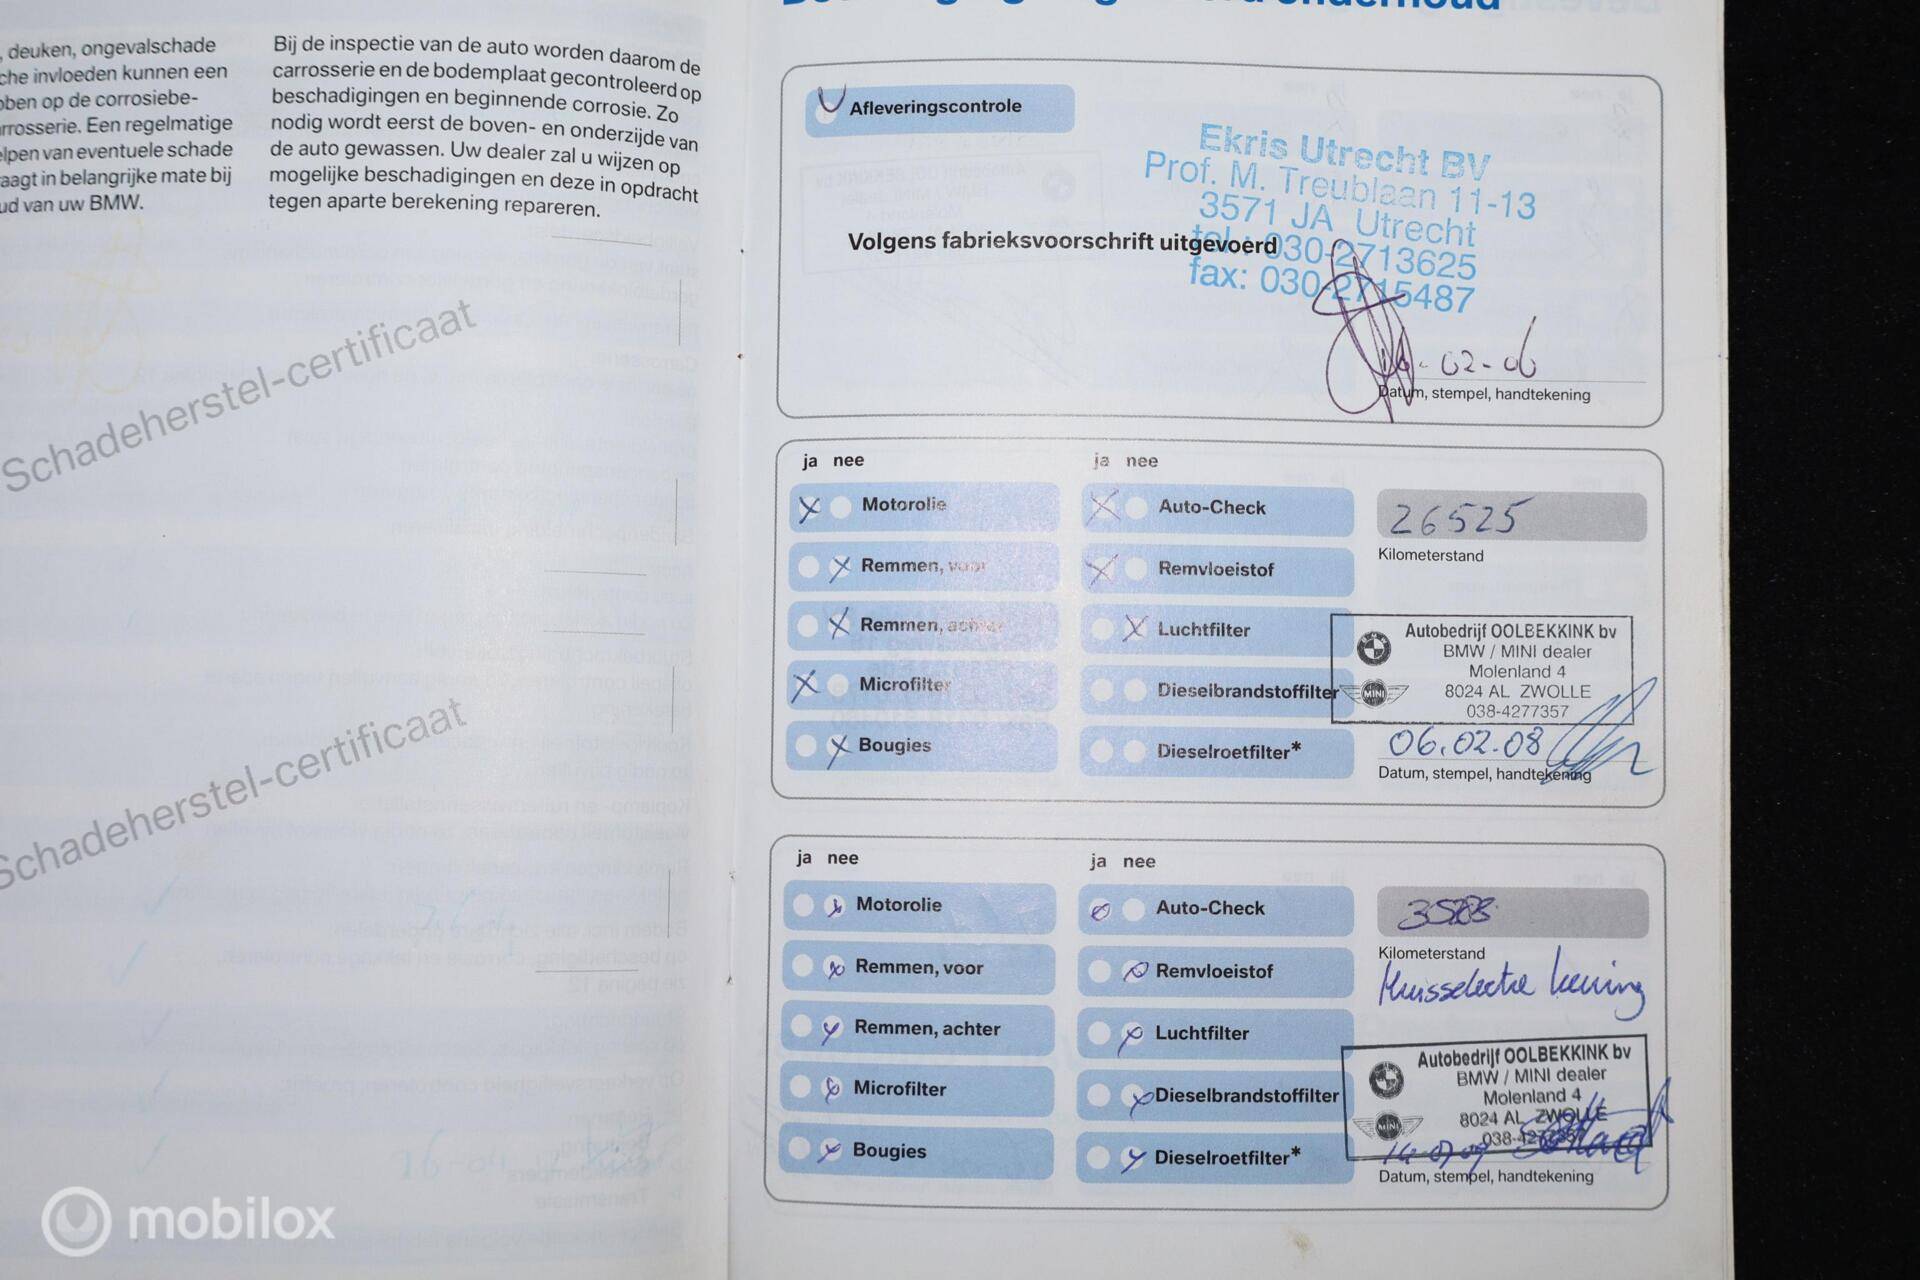 , deuken, ongevalschade
che invloeden kunnen een
bben op de corrosiebe-
arrosserie. Een regelmatige
elpen van eventuele schade
raagt in belangrijke mate bij
ud van uw BMW.
Bij de inspectie van de auto worden daarom de
carrosserie en de bodemplaat gecontroleerd op
beschadigingen en beginnende corrosie. Zo
nodig wordt eerst de boven- en onderzijde van
de auto gewassen. Uw dealer zal u wijzen op
mogelijke beschadigingen en deze in opdracht
tegen aparte berekening repareren.
Schadeherstel-certificaat
Schadeherstel-certificaat
Afleveringscontrole
Ekris Utrecht BV
Prof. M. Treublaan 11-13
3571 JA Utrecht
tel.: 030-2713625
fax: 030-2715487
Volgens fabrieksvoorschrift uitgevoerd
-02-06
Datum, stempel, handtekening
ja nee
Motorolie
Remmen, voor
Remmen, achter
Microfilter
Bougies
ja nee
Auto-Check
Remvloeistof
Luchtfilter
Dieselbrandstoffilter
Dieselroetfilter*
26525
Kilometerstand
Autobedrijf OOLBEKKINK bv
BMW / MINI dealer
Molenland 4
8024 AL ZWOLLE
038-4277357
MINI
06.02.08
Datum, stempel, handtekening
ja nee
Motorolie
Remmen, voor
Remmen, achter
Microfilter
Bougies
ja nee
Auto-Check
Remvloeistof
Luchtfilter
Dieselbrandstoffilter
Dieselroetfilter*
Kilometerstand
Autobedrijf OOLBEKKINK bv
BMW / MINI dealer
Molenland 4
8024 AL ZWOLLE
038-4277357
MINI
Datum, stempel, handtekening
mobilox